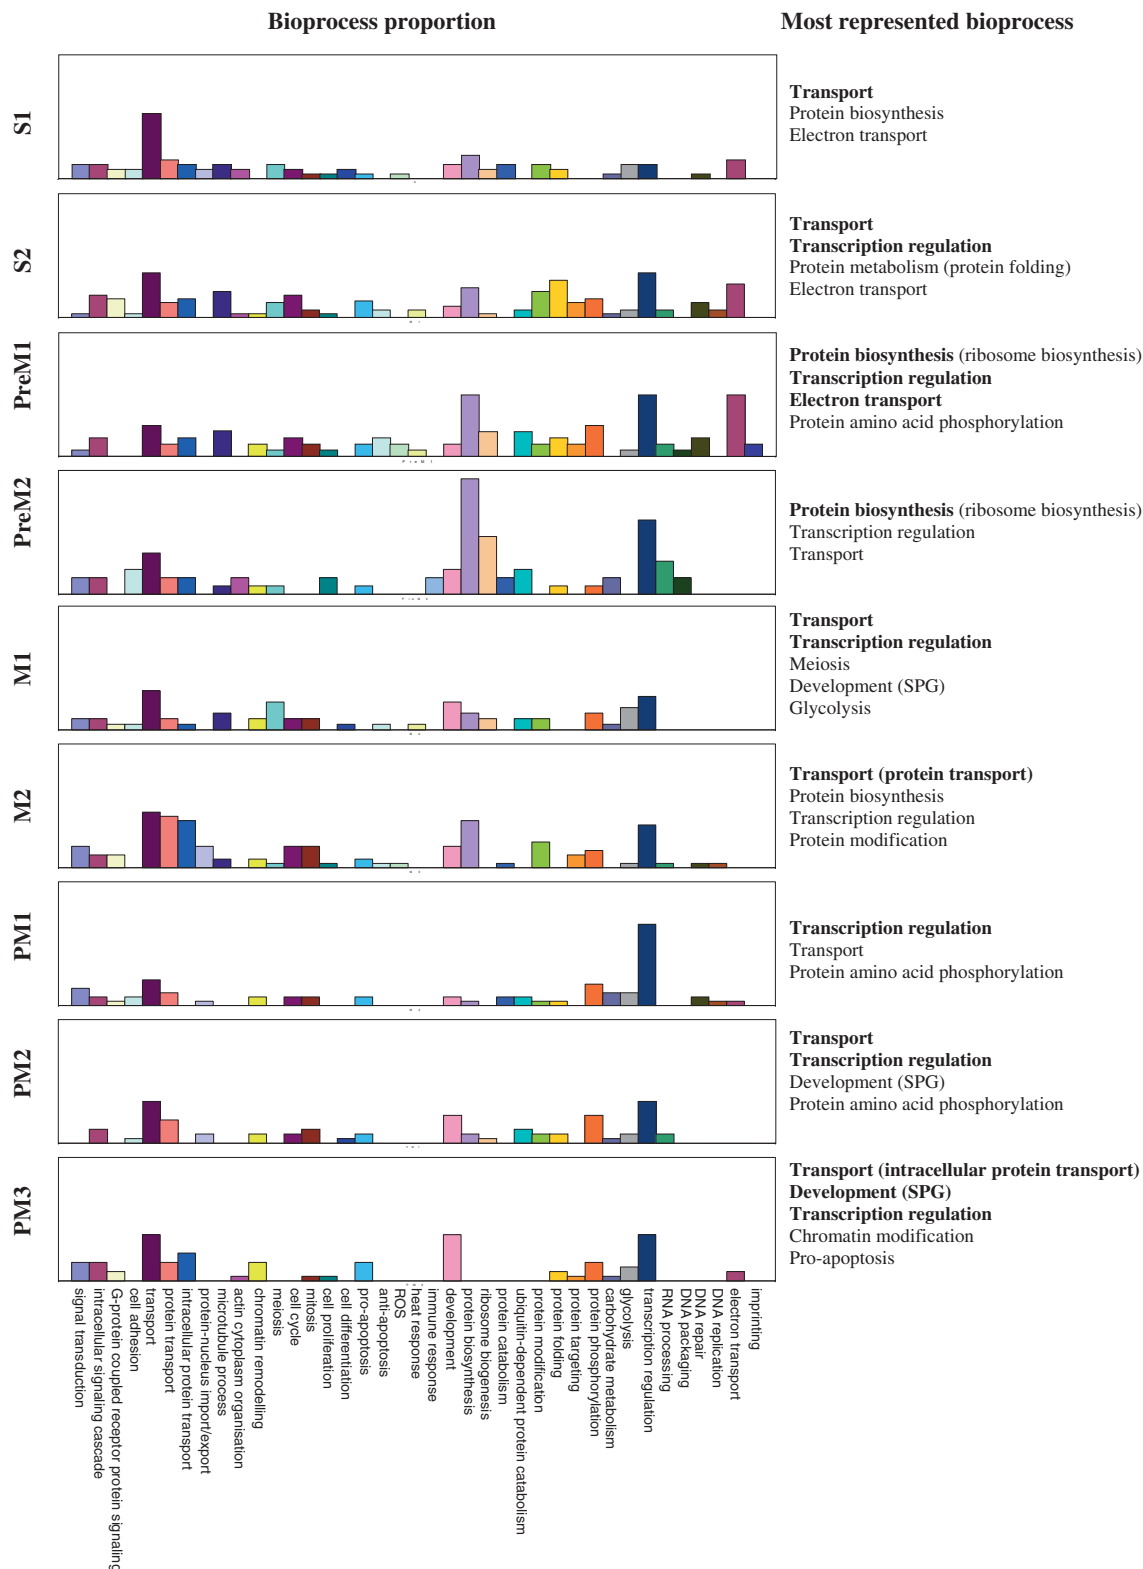 Bioprocess proportion
Most represented bioprocess
S1
Transport
Protein biosynthesis
Electron transport
S2
Transport
Transcription regulation
Protein metabolism (protein folding)
Electron transport
PreM1
Protein biosynthesis (ribosome biosynthesis)
Transcription regulation
Electron transport
Protein amino acid phosphorylation
PreM2
Protein biosynthesis (ribosome biosynthesis)
Transcription regulation
Transport
M1
Transport
Transcription regulation
Meiosis
Development (SPG)
Glycolysis
M2
Transport (protein transport)
Protein biosynthesis
Transcription regulation
Protein modification
PM1
Transcription regulation
Transport
Protein amino acid phosphorylation
PM2
Transport
Transcription regulation
Development (SPG)
Protein amino acid phosphorylation
PM3
Transport (intracellular protein transport)
Development (SPG)
Transcription regulation
Chromatin modification
Pro-apoptosis
signal transduction
intracellular signaling cascade
G-protein coupled receptor protein signaling
cell adhesion
transport
protein transport
intracellular protein transport
protein-nucleus import/export
microtubule process
actin cytoplasm organisation
chromatin remodelling
meiosis
cell cycle
mitosis
cell proliferation
cell differentiation
pro-apoptosis
anti-apoptosis
ROS
heat response
immune response
development
protein biosynthesis
ribosome biogenesis
protein catabolism
ubiquitin-dependent protein catabolism
protein modification
protein folding
protein targeting
protein phosphorylation
carbohydrate metabolism
glycolysis
transcription regulation
RNA processing
DNA packaging
DNA repair
DNA replication
electron transport
imprinting